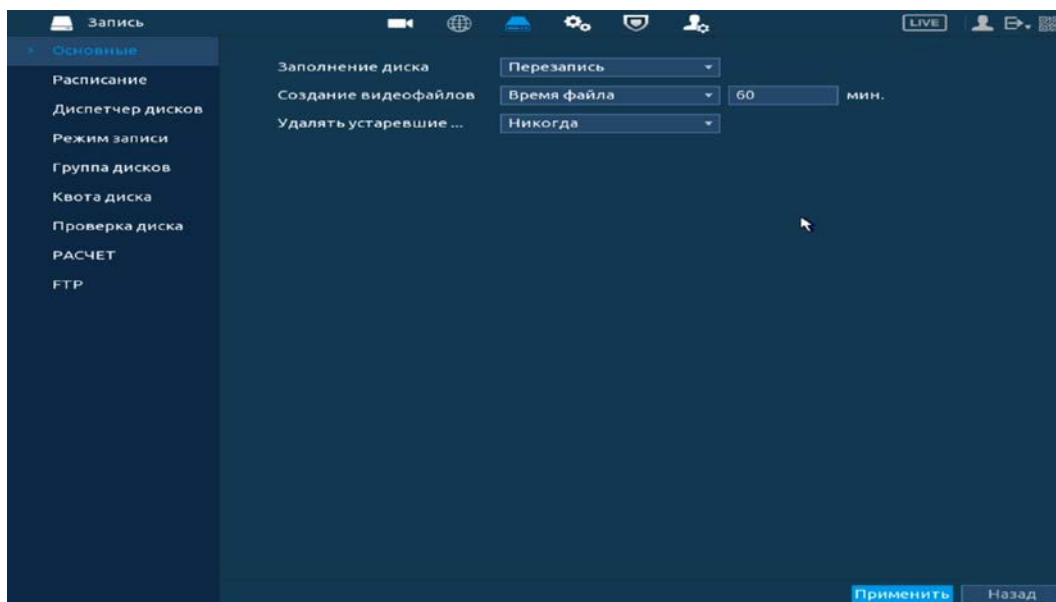 Запись
LIVE
Основные
Расписание
Диспетчер дисков
Режим записи
Группа дисков
Квота диска
Проверка диска
РАСЧЕТ
FTP
Заполнение диска Перезапись
Создание видеофайлов Время файла 60 мин.
Удалять устаревшие ... Никогда
Применить Назад